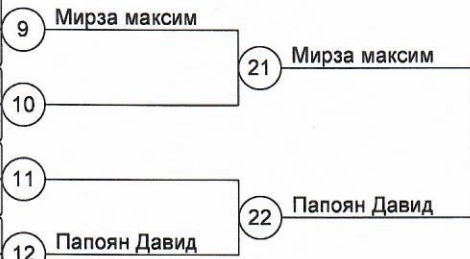 9 Мирза максим
21 Мирза максим
10
11
22 Папоян Давид
12 Папоян Давид